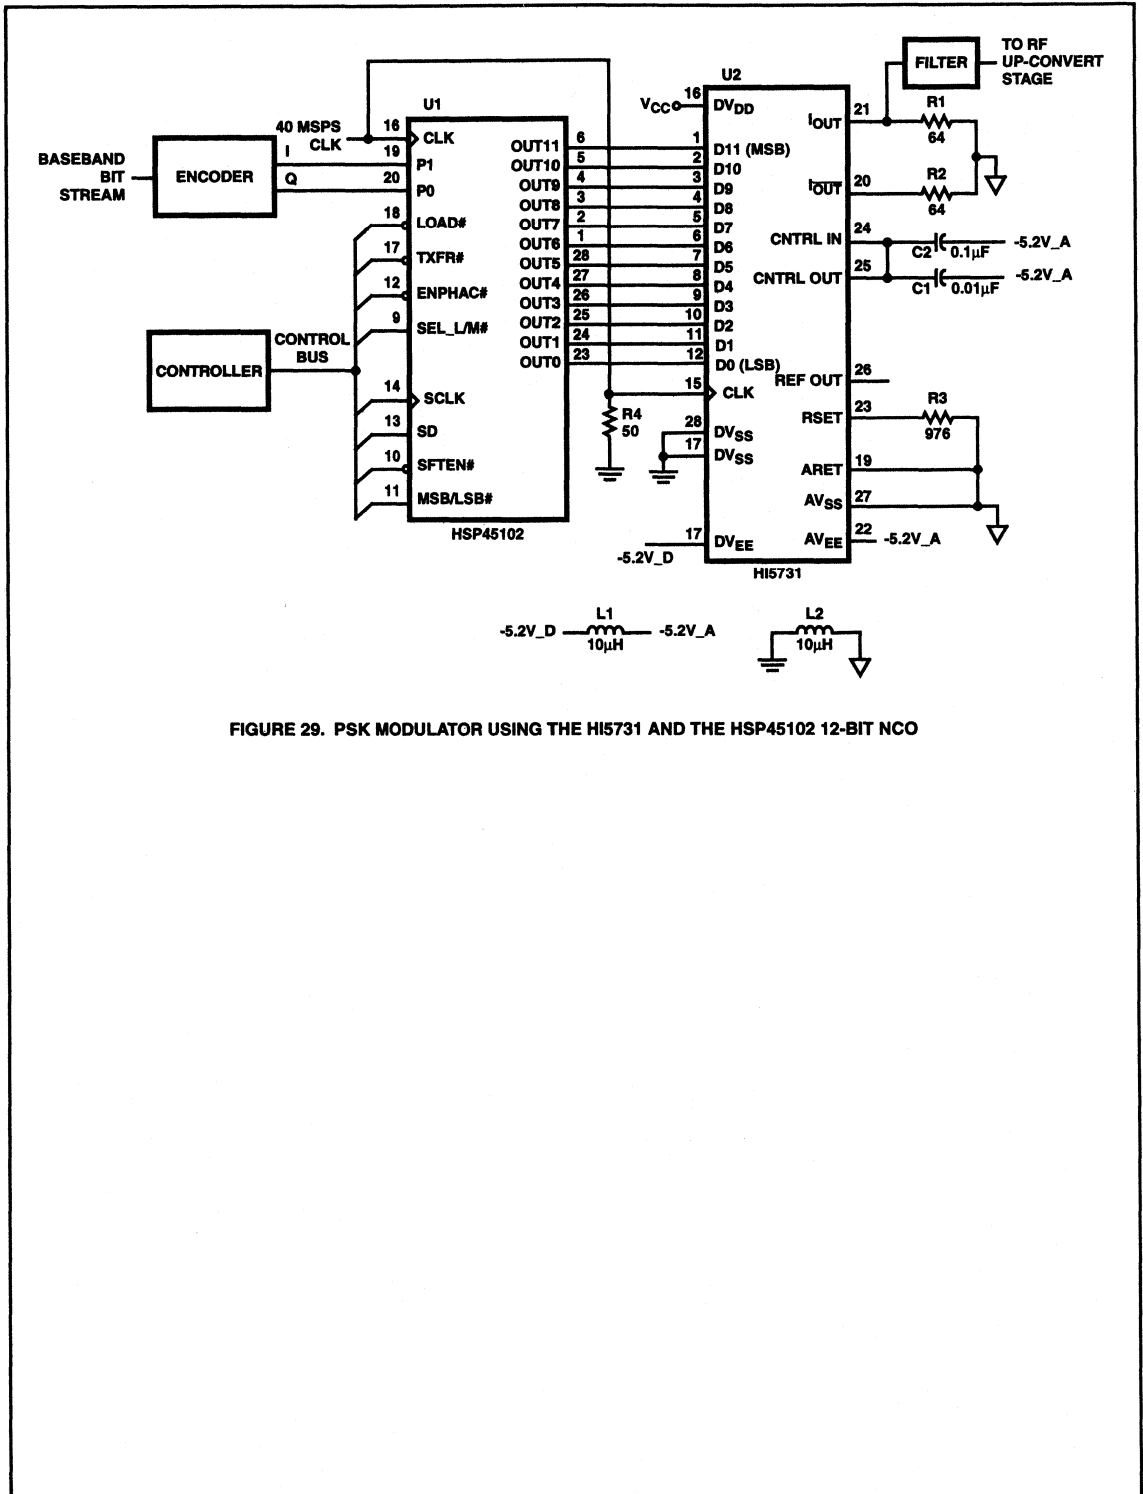 TO RF
UP-CONVERT
STAGE
FILTER
U2
VCC
16
DVDD
21
IOUT
R1
64
U1
40 MSPS
CLK
16
CLK
BASEBAND
BIT
STREAM
ENCODER
I
19
P1
Q
20
P0
OUT11
6
1
D11 (MSB)
OUT10
5
2
D10
OUT9
4
3
D9
OUT8
3
4
D8
OUT7
2
5
D7
OUT6
1
6
D6
OUT5
28
7
D5
OUT4
27
8
D4
OUT3
26
9
D3
OUT2
25
10
D2
OUT1
24
11
D1
OUT0
23
12
D0 (LSB)
IOUT
20
R2
64
18
LOAD#
17
TXFR#
12
ENPHAC#
9
SEL_L/M#
CNTRL IN
24
C2
0.1µF
-5.2V_A
CNTRL OUT
25
C1
0.01µF
-5.2V_A
CONTROLLER
CONTROL
BUS
14
SCLK
13
SD
10
SFTEN#
11
MSB/LSB#
HSP45102
15
CLK
R4
50
28
DVSS
17
DVSS
REF OUT
26
RSET
23
R3
976
ARET
19
AVSS
27
AVEE
22
-5.2V_A
-5.2V_D
17
DVEE
HI5731
-5.2V_D
L1
10µH
-5.2V_A
L2
10µH
FIGURE 29. PSK MODULATOR USING THE HI5731 AND THE HSP45102 12-BIT NCO